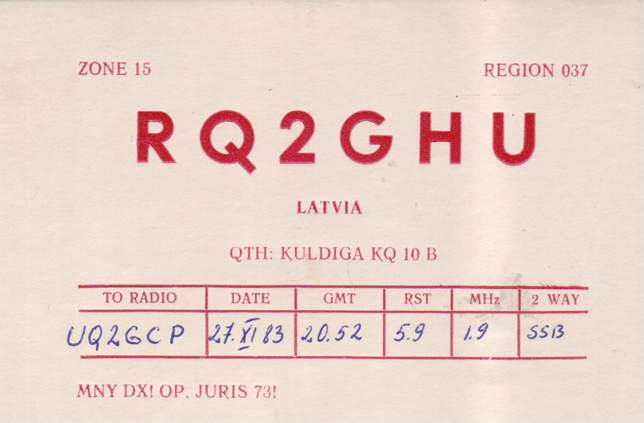 ZONE 15 REGION 037
RQ2GHU
LATVIA
QTH: KULDIGA KQ 10 B
TO RADIO DATE GMT RST MHz 2 WAY
UQ2GCP 27.XI 83 20.52 5.9 1.9 SSB
MNY DX! OP. JURIS 73!